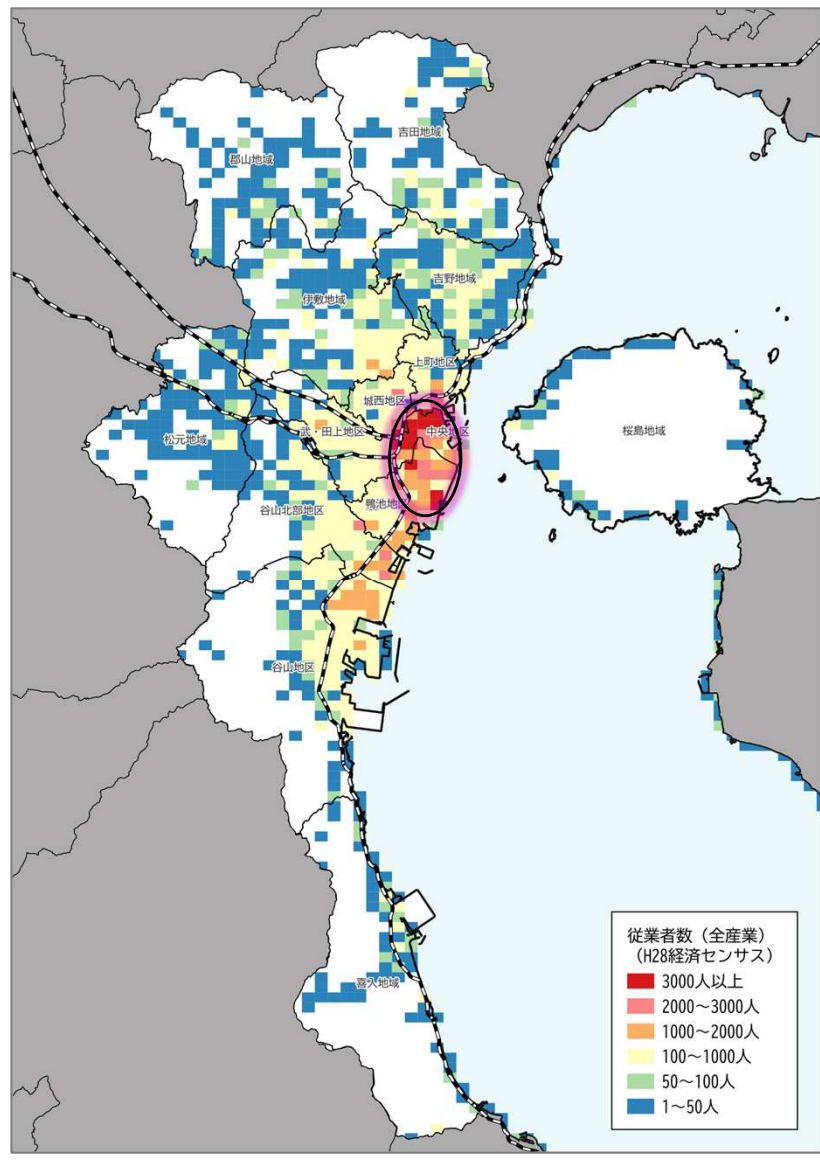 吉田地域
郡山地域
吉野地域
伊敷地域
上町地区
城西地区
武・田上地区
中央地区
桜島地域
松元地域
鴨池地区
谷山北部地区
谷山地区
喜入地域
従業者数（全産業）
（H28経済センサス）
3000人以上
2000～3000人
1000～2000人
100～1000人
50～100人
1～50人